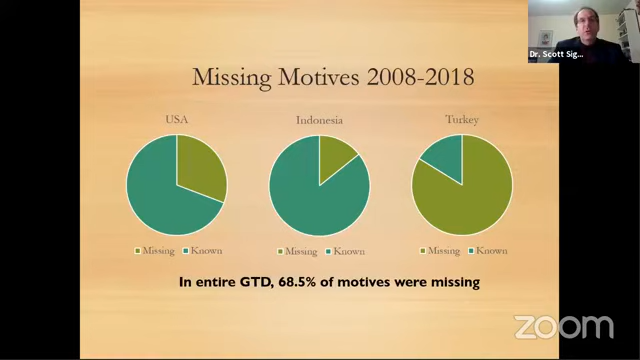 Dr. Scott Sig...
Missing Motives 2008-2018
USA
Indonesia
Turkey
Missing Known
Missing Known
Missing Known
In entire GTD, 68.5% of motives were missing
zoom